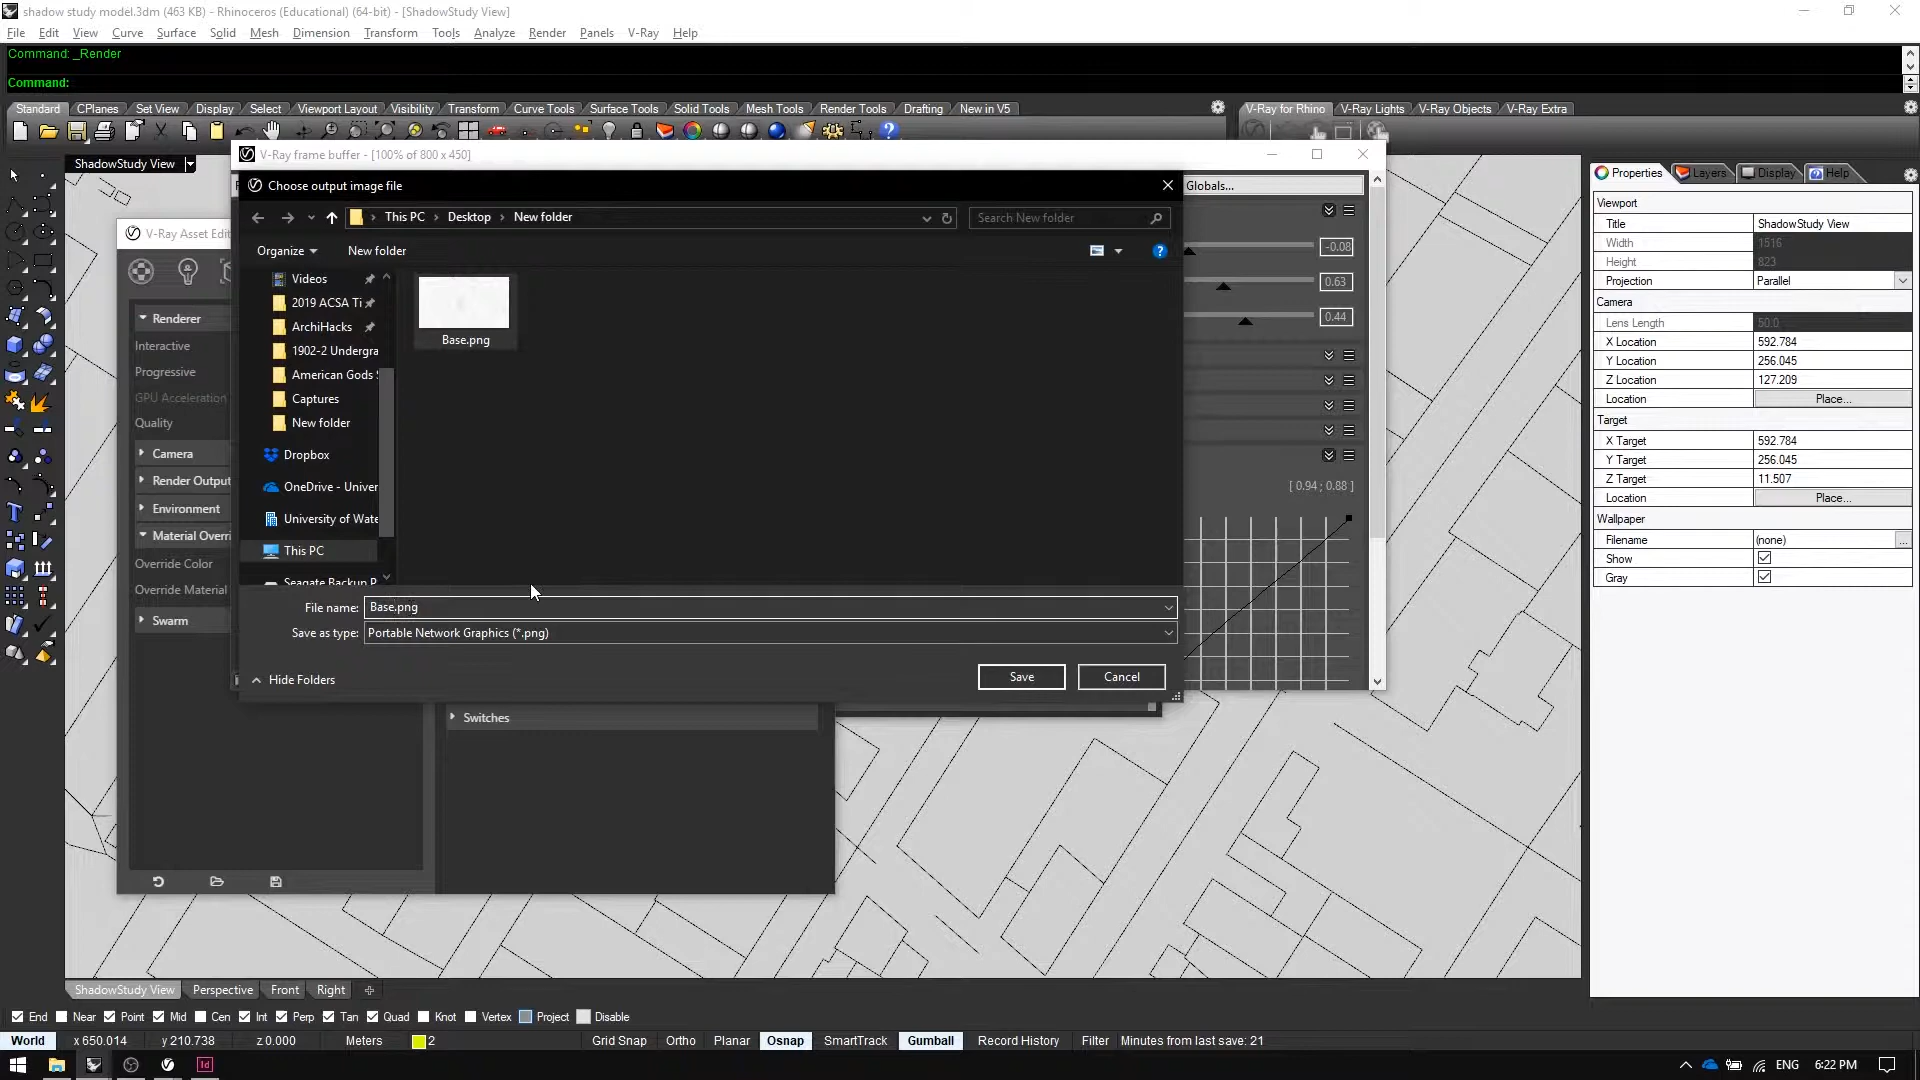 shadow study model.3dm (463 KB) - Rhinoceros (Educational) (64-bit) - [ShadowStudy View]
File Edit View Curve Surface Solid Mesh Dimension Transform Tools Analyze Render Panels V-Ray Help
Command: _Render
Command:
Standard CPlanes Set View Display Select Viewport Layout Visibility Transform Curve Tools Surface Tools Solid Tools Mesh Tools Render Tools Drafting New in V5
V-Ray for Rhino V-Ray Lights V-Ray Objects V-Ray Extra
ShadowStudy View
V-Ray frame buffer - [100% of 800 x 450]
Choose output image file
Globals...
This PC > Desktop > New folder
Search New folder
Organize New folder
Videos
2019 ACSA Ti
ArchiHacks
1902-2 Undergra
American Gods
Captures
New folder
Dropbox
OneDrive - Univer
University of Wate
This PC
Seagate Backup P
Base.png
File name: Base.png
Save as type: Portable Network Graphics (*.png)
Hide Folders
Save Cancel
-0.08
0.63
0.44
[ 0.94 ; 0.88 ]
V-Ray Asset Edit
Renderer
Interactive
Progressive
GPU Acceleration
Quality
Camera
Render Output
Environment
Material Overri
Override Color
Override Material
Swarm
Switches
Properties Layers Display Help
Viewport
Title ShadowStudy View
Width 1516
Height 823
Projection Parallel
Camera
Lens Length 50.0
X Location 592.784
Y Location 256.045
Z Location 127.209
Location Place...
Target
X Target 592.784
Y Target 256.045
Z Target 11.507
Location Place...
Wallpaper
Filename (none) ...
Show
Gray
ShadowStudy View Perspective Front Right
End Near Point Mid Cen Int Perp Tan Quad Knot Vertex Project Disable
World x 650.014 y 210.738 z 0.000 Meters 2 Grid Snap Ortho Planar Osnap SmartTrack Gumball Record History Filter Minutes from last save: 21
Id
ENG 6:22 PM